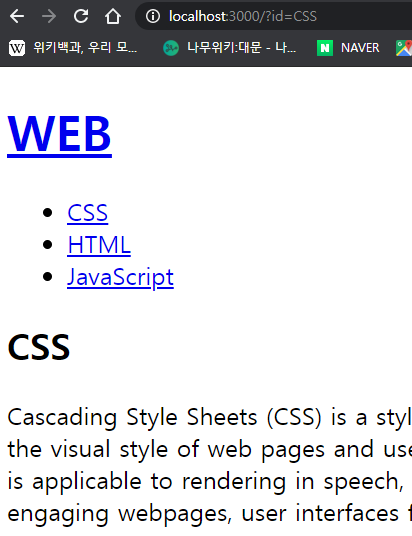 localhost:3000/?id=CSS
위키백과, 우리 모... 나무위키:대문 - 나... NAVER
WEB
CSS
HTML
JavaScript
CSS
Cascading Style Sheets (CSS) is a
the visual style of web pages and
is applicable to rendering in speech,
engaging webpages, user interfaces